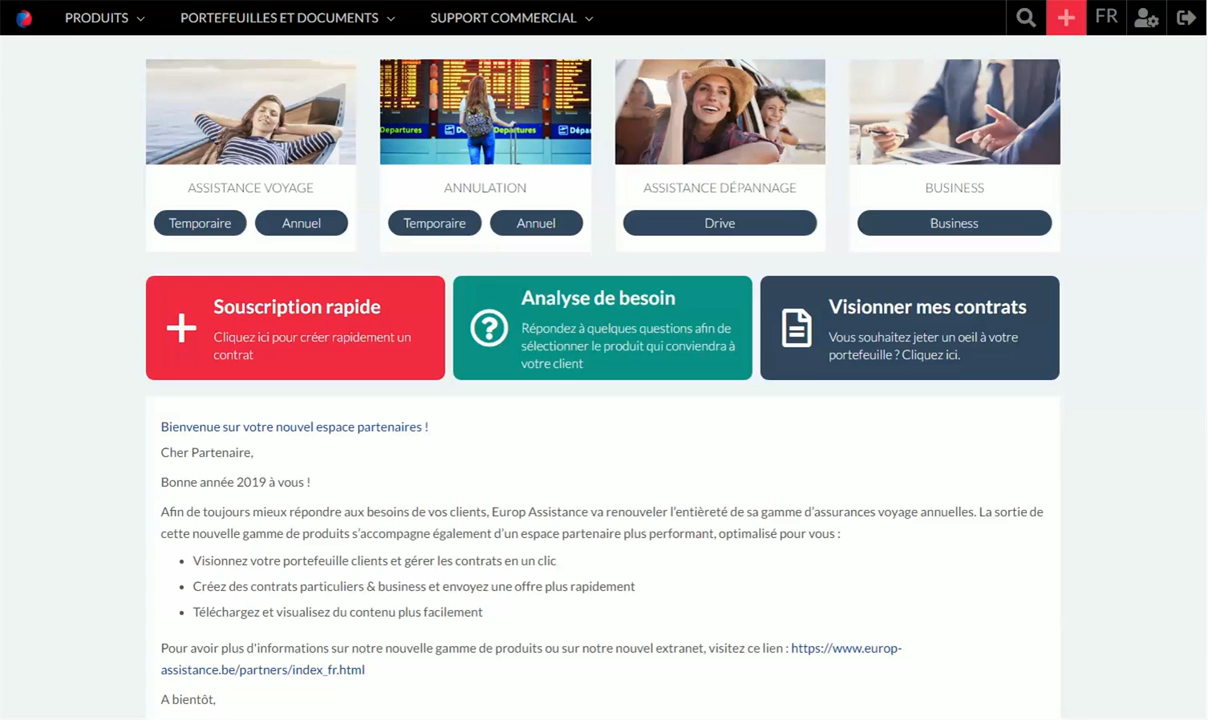 PRODUITS
PORTEFEUILLES ET DOCUMENTS
SUPPORT COMMERCIAL
FR
Departures
Departures
Dépa
ASSISTANCE VOYAGE
ANNULATION
ASSISTANCE DÉPANNAGE
BUSINESS
Temporaire
Annuel
Temporaire
Annuel
Drive
Business
Souscription rapide
Cliquez ici pour créer rapidement un
contrat
Analyse de besoin
Répondez à quelques questions afin de
sélectionner le produit qui conviendra à
votre client
Visionner mes contrats
Vous souhaitez jeter un oeil à votre
portefeuille ? Cliquez ici.
Bienvenue sur votre nouvel espace partenaires !
Cher Partenaire,
Bonne année 2019 à vous !
Afin de toujours mieux répondre aux besoins de vos clients, Europ Assistance va renouveler l'entièreté de sa gamme d'assurances voyage annuelles. La sortie de
cette nouvelle gamme de produits s'accompagne également d'un espace partenaire plus performant, optimalisé pour vous :
• Visionnez votre portefeuille clients et gérer les contrats en un clic
• Créez des contrats particuliers & business et envoyez une offre plus rapidement
• Téléchargez et visualisez du contenu plus facilement
Pour avoir plus d'informations sur notre nouvelle gamme de produits ou sur notre nouvel extranet, visitez ce lien : https://www.europ-
assistance.be/partners/index_fr.html
A bientôt,